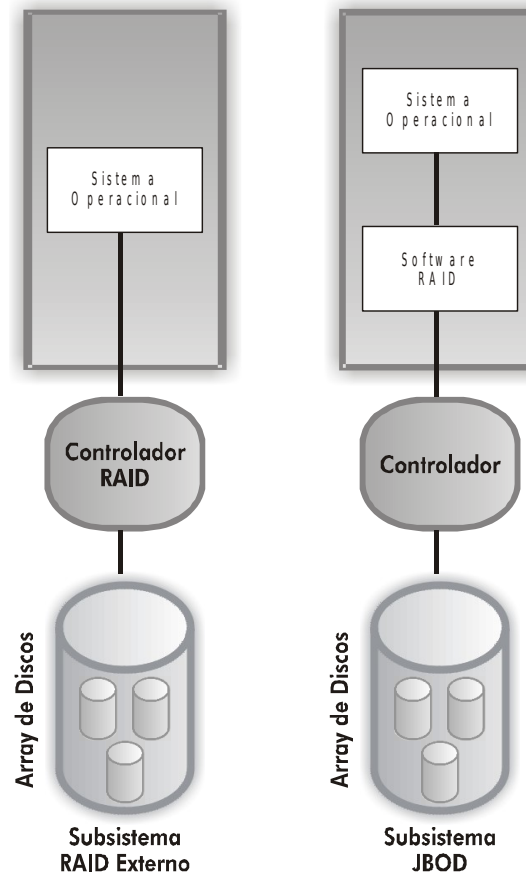 Sistema
Operacional
Controlador
RAID
Array de Discos
Subsistema
RAID Externo
Sistema
Operacional
Software
RAID
Controlador
Array de Discos
Subsistema
JBOD